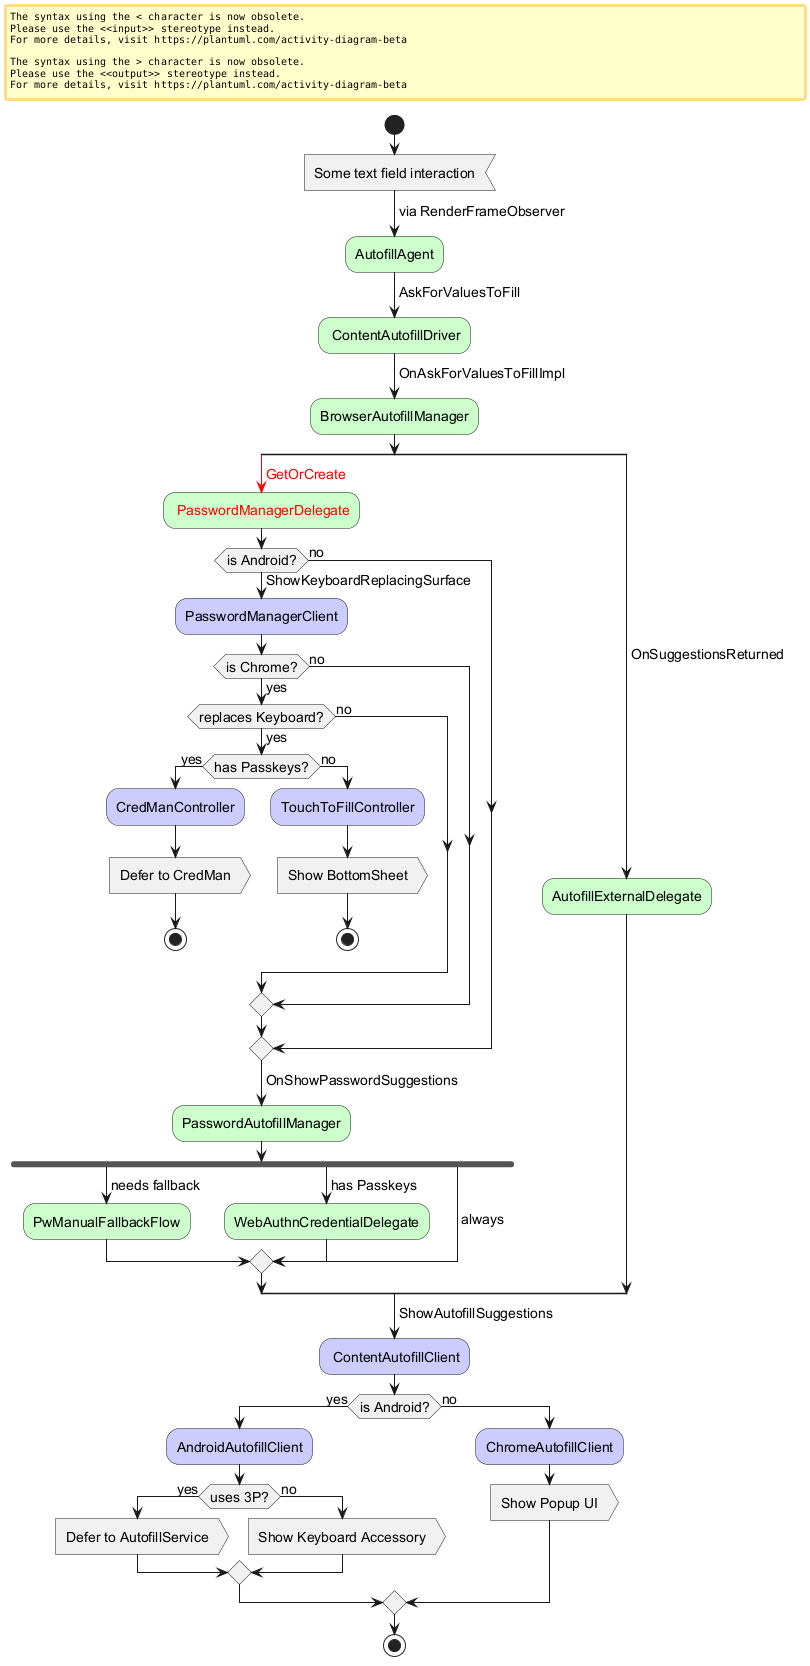 The syntax using the < character is now obsolete.
Please use the <<input>> stereotype instead.
For more details, visit https://plantuml.com/activity-diagram-beta
The syntax using the > character is now obsolete.
Please use the <<output>> stereotype instead.
For more details, visit https://plantuml.com/activity-diagram-beta
Some text field interaction
via RenderFrameObserver
AutofillAgent
AskForValuesToFill
ContentAutofillDriver
OnAskForValuesToFillImpl
BrowserAutofillManager
GetOrCreate
PasswordManagerDelegate
is Android?
no
ShowKeyboardReplacingSurface
PasswordManagerClient
OnSuggestionsReturned
is Chrome?
no
yes
replaces Keyboard?
no
yes
yes
has Passkeys?
no
CredManController
TouchToFillController
Defer to CredMan
Show BottomSheet
AutofillExternalDelegate
OnShowPasswordSuggestions
PasswordAutofillManager
needs fallback
has Passkeys
PwManualFallbackFlow
WebAuthnCredentialDelegate
always
ShowAutofillSuggestions
ContentAutofillClient
yes
is Android?
no
AndroidAutofillClient
ChromeAutofillClient
yes
uses 3P?
no
Show Popup UI
Defer to AutofillService
Show Keyboard Accessory